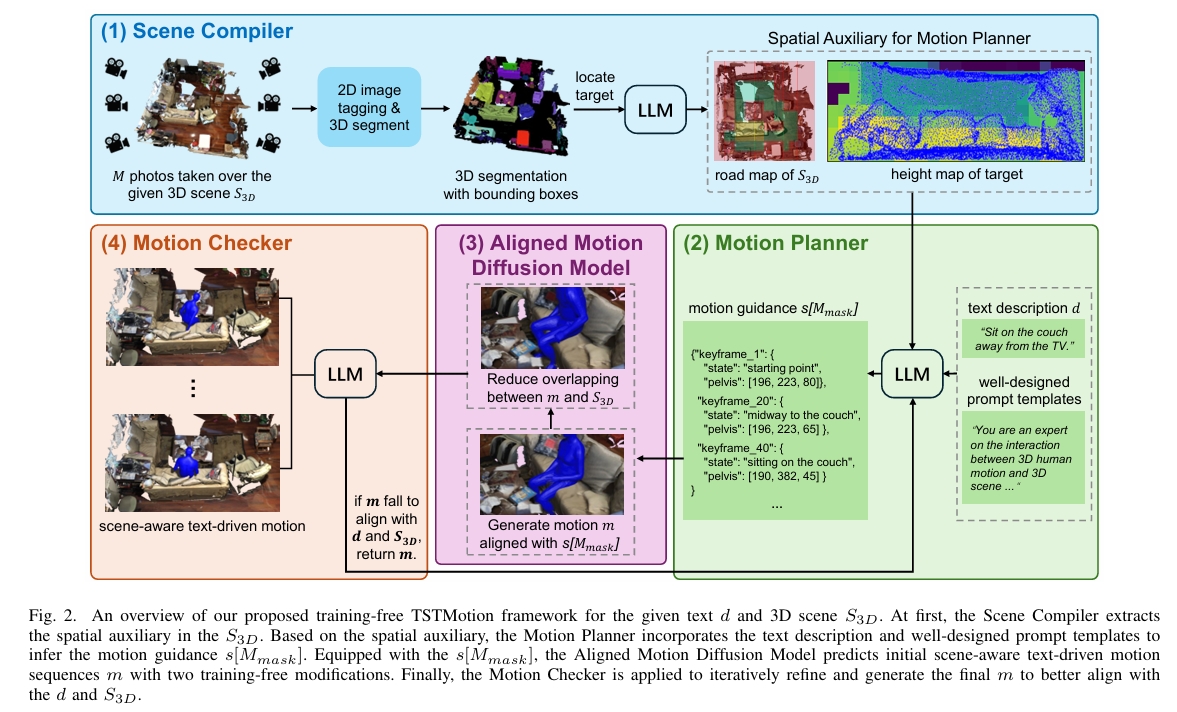 (1) Scene Compiler
Spatial Auxiliary for Motion Planner
2D image
tagging &
3D segment
locate
target
LLM
M photos taken over the
given 3D scene S_{3D}
3D segmentation
with bounding boxes
road map of S_{3D}
height map of target
(4) Motion Checker
LLM
⋮
scene-aware text-driven motion
if m fall to
align with
d and S_{3D},
return m.
(3) Aligned Motion
Diffusion Model
Reduce overlapping
between m and S_{3D}
Generate motion m
aligned with s[M_{mask}]
(2) Motion Planner
motion guidance s[M_{mask}]
{"keyframe_1": {
"state": "starting point",
"pelvis": [196, 223, 80]},
"keyframe_20": {
"state": "midway to the couch",
"pelvis": [196, 223, 65] },
"keyframe_40": {
"state": "sitting on the couch",
"pelvis": [190, 382, 45] }
}
...
LLM
text description d
"Sit on the couch
away from the TV."
well-designed
prompt templates
"You are an expert
on the interaction
between 3D human
motion and 3D
scene ... "
Fig. 2. An overview of our proposed training-free TSTMotion framework for the given text d and 3D scene S_{3D}. At first, the Scene Compiler extracts
the spatial auxiliary in the S_{3D}. Based on the spatial auxiliary, the Motion Planner incorporates the text description and well-designed prompt templates to
infer the motion guidance s[M_{mask}]. Equipped with the s[M_{mask}], the Aligned Motion Diffusion Model predicts initial scene-aware text-driven motion
sequences m with two training-free modifications. Finally, the Motion Checker is applied to iteratively refine and generate the final m to better align with
the d and S_{3D}.